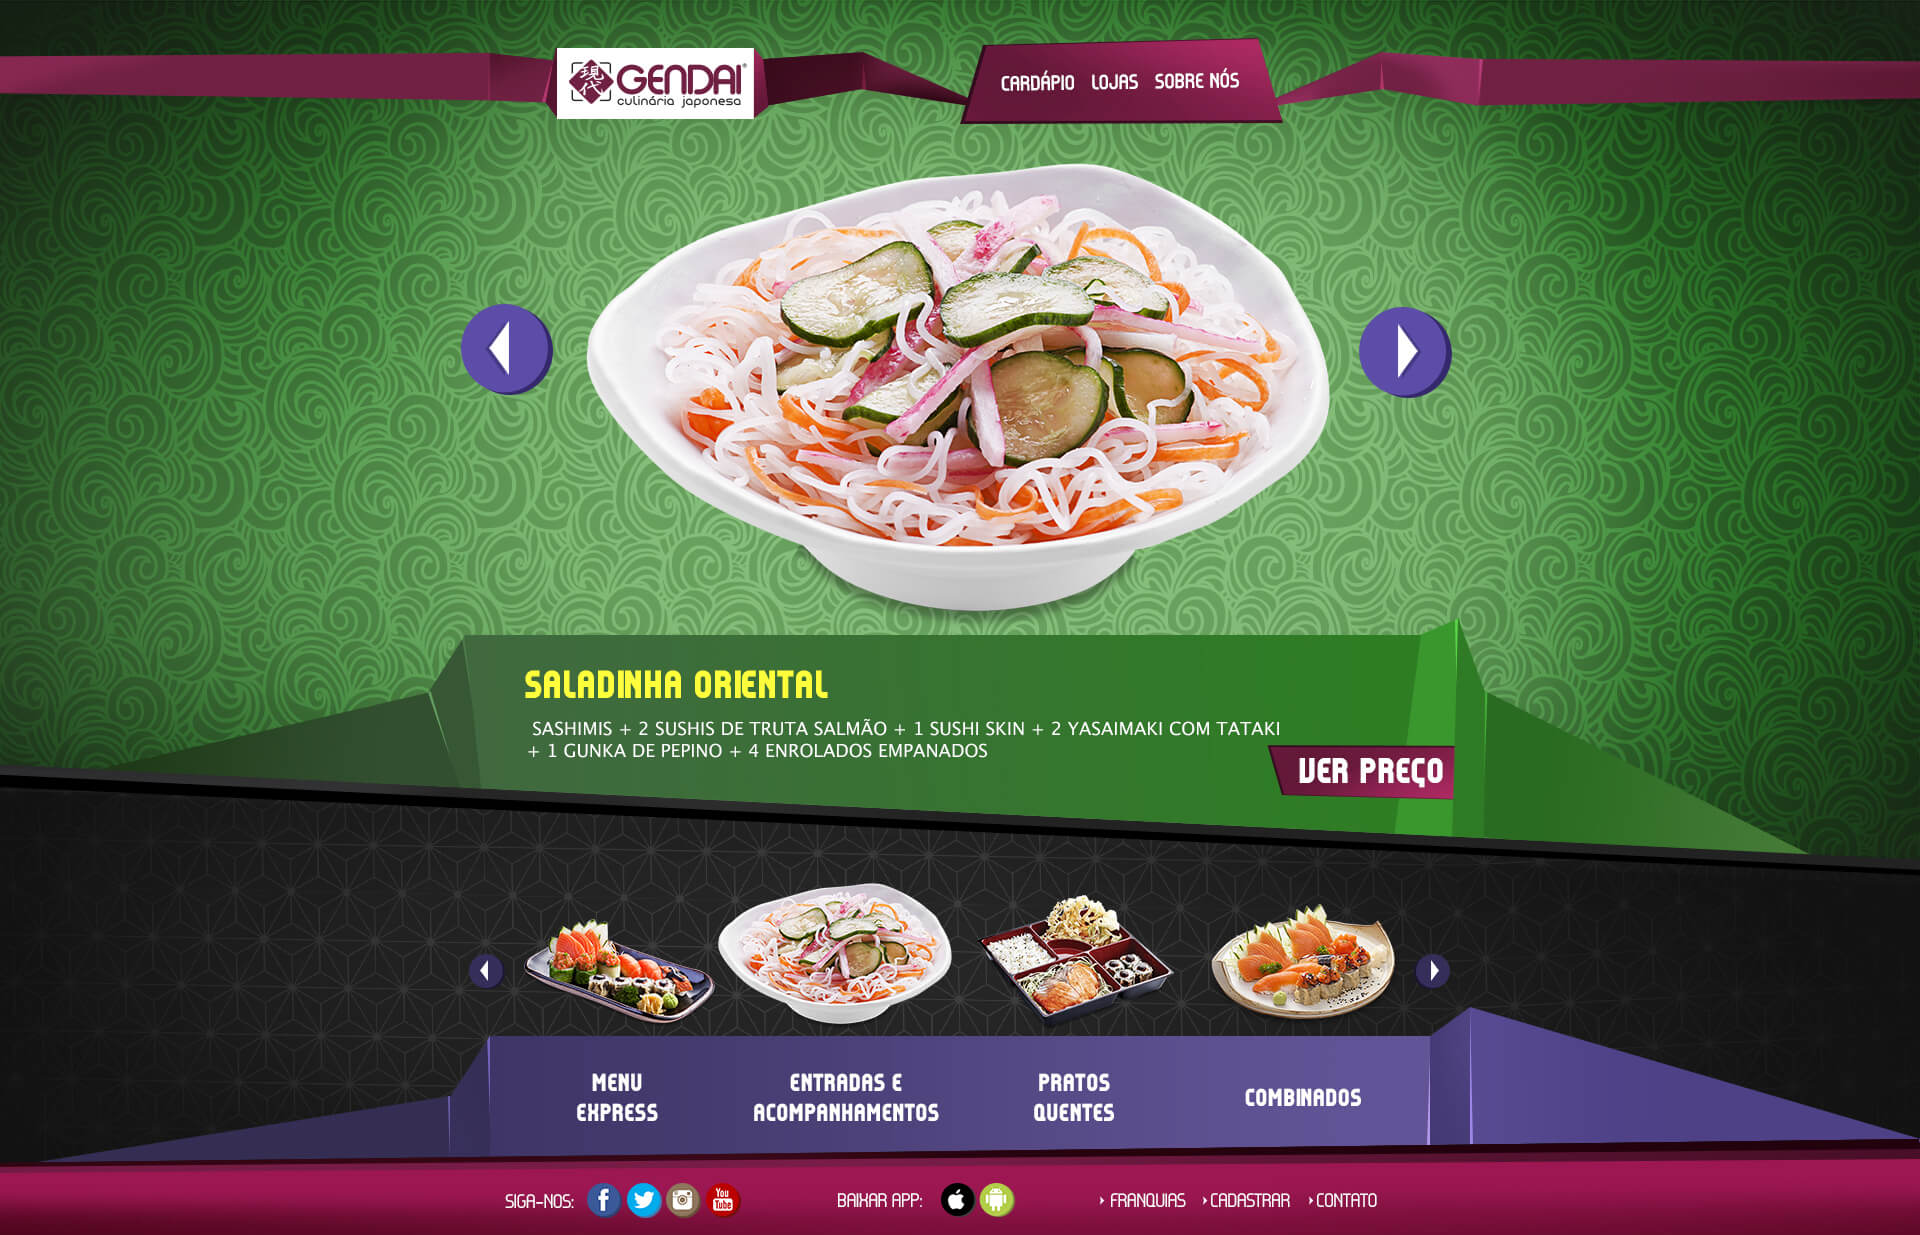 現代
GENDAI®
culinária japonesa
CARDÁPIO LOJAS SOBRE NÓS
SALADINHA ORIENTAL
SASHIMIS + 2 SUSHIS DE TRUTA SALMÃO + 1 SUSHI SKIN + 2 YASAIMAKI COM TATAKI
+ 1 GUNKA DE PEPINO + 4 ENROLADOS EMPANADOS
VER PREÇO
MENU
EXPRESS
ENTRADAS E
ACOMPANHAMENTOS
PRATOS
QUENTES
COMBINADOS
SIGA-NOS: f You Tube
BAIXAR APP:
FRANQUIAS CADASTRAR CONTATO